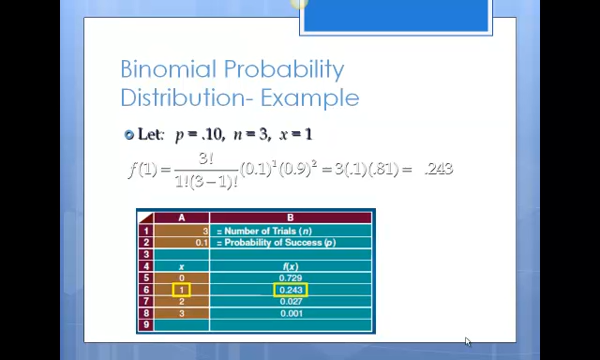 Binomial Probability
Distribution- Example
Let: p = .10, n = 3, x = 1
f(1) = 3!/1!(3−1)! (0.1)¹(0.9)² = 3(.1)(.81) = .243
A B
1 3 = Number of Trials (n)
2 0.1 = Probability of Success (p)
3
4 x f(x)
5 0 0.729
6 1 0.243
7 2 0.027
8 3 0.001
9